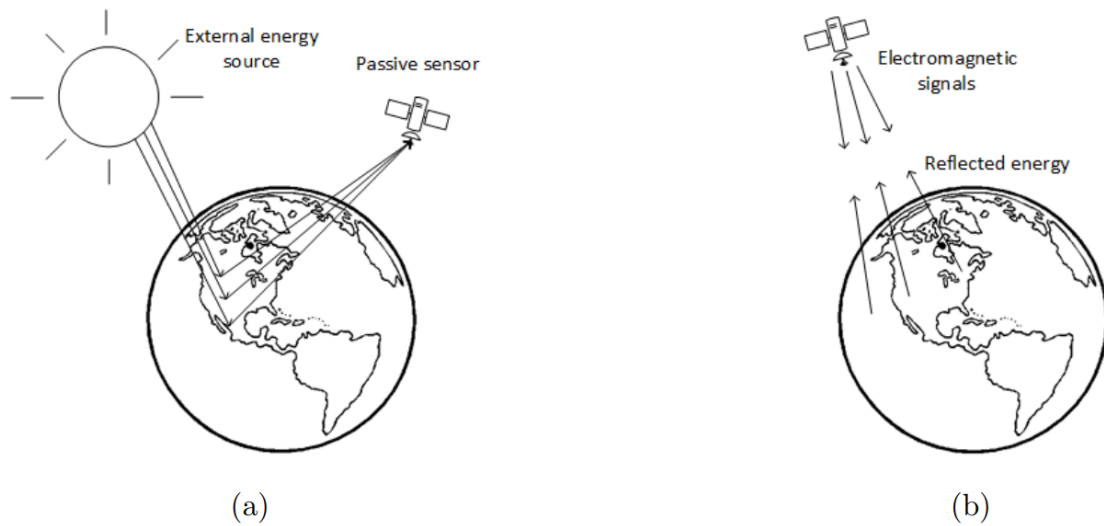 External energy
source
Passive sensor
Electromagnetic
signals
Reflected energy
(a)
(b)